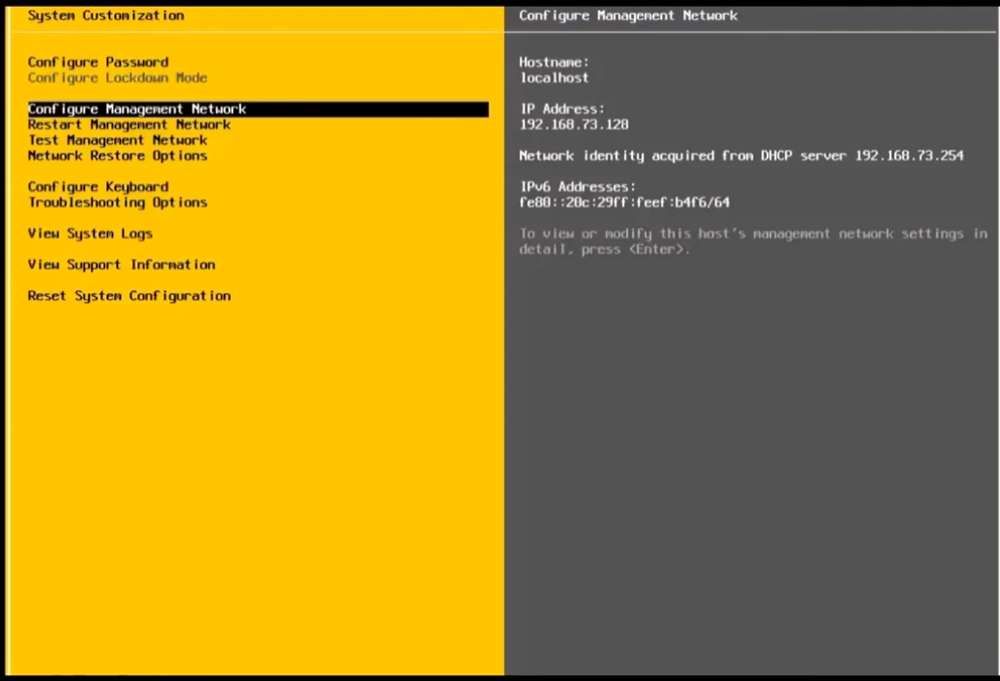 System Customization
Configure Password
Configure Lockdown Mode
Configure Management Network
Restart Management Network
Test Management Network
Network Restore Options
Configure Keyboard
Troubleshooting Options
View System Logs
View Support Information
Reset System Configuration
Configure Management Network
Hostname:
localhost
IP Address:
192.168.73.128
Network identity acquired from DHCP server 192.168.73.254
IPv6 Addresses:
fe80::20c:29ff:feef:b4f6/64
To view or modify this host's management network settings in
detail, press <Enter>.